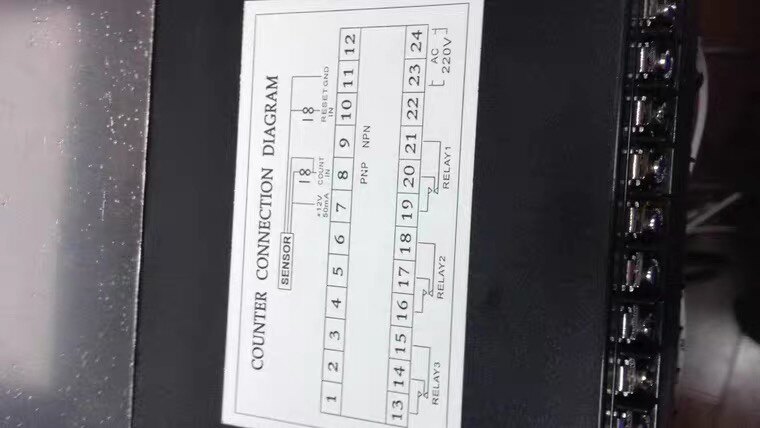 COUNTER CONNECTION DIAGRAM
SENSOR
+12V
50mA
COUNT
IN
RESET
IN
GND
1 2 3 4 5 6 7 8 9 10 11 12
PNP NPN
13 14 15 16 17 18 19 20 21 22 23 24
RELAY3
RELAY2
RELAY1
AC
220V